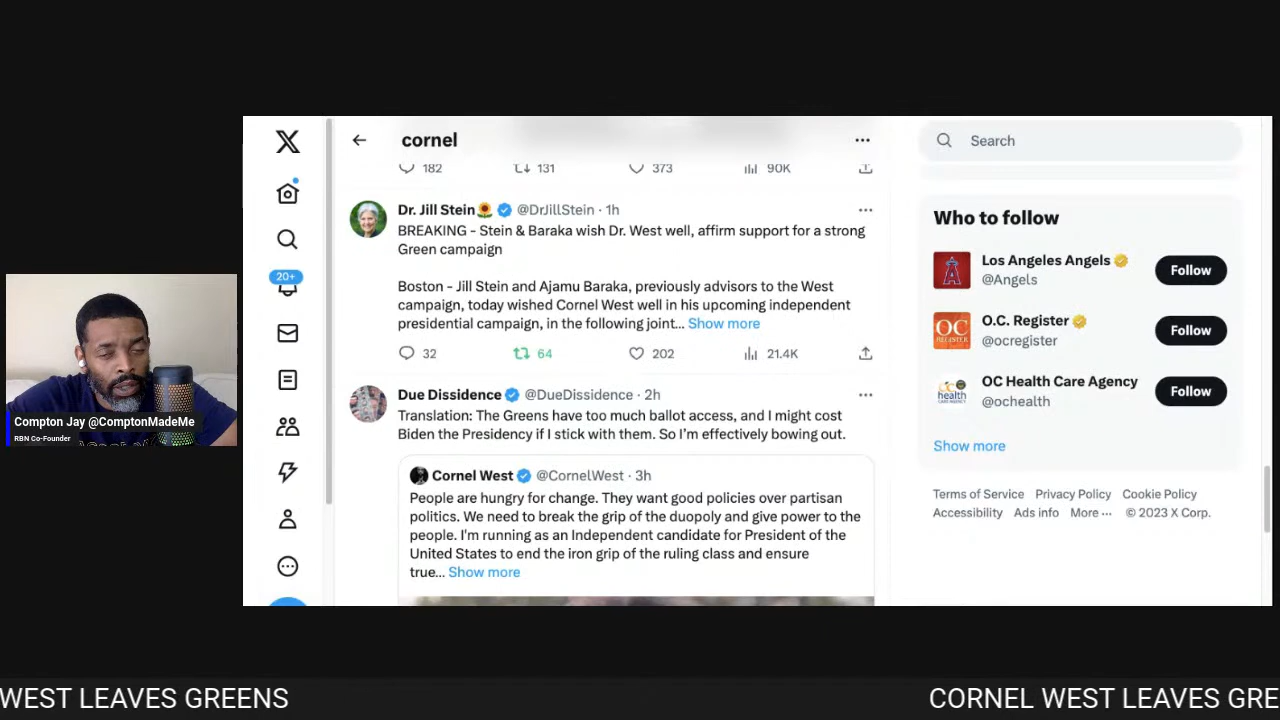 cornel
182 131 373 90K
Dr. Jill Stein🌻 @DrJillStein · 1h
BREAKING - Stein & Baraka wish Dr. West well, affirm support for a strong
Green campaign
Boston - Jill Stein and Ajamu Baraka, previously advisors to the West
campaign, today wished Cornel West well in his upcoming independent
presidential campaign, in the following joint... Show more
32 64 202 21.4K
Due Dissidence @DueDissidence · 2h
Translation: The Greens have too much ballot access, and I might cost
Biden the Presidency if I stick with them. So I'm effectively bowing out.
Cornel West @CornelWest · 3h
People are hungry for change. They want good policies over partisan
politics. We need to break the grip of the duopoly and give power to the
people. I'm running as an Independent candidate for President of the
United States to end the iron grip of the ruling class and ensure
true... Show more
20+
Search
Who to follow
Los Angeles Angels
@Angels
Follow
OC
REGISTER
O.C. Register
@ocregister
Follow
health
OC Health Care Agency
@ochealth
Follow
Show more
Terms of Service Privacy Policy Cookie Policy
Accessibility Ads info More ··· © 2023 X Corp.
Compton Jay @ComptonMadeMe
RBN Co-Founder
WEST LEAVES GREENS CORNEL WEST LEAVES GRE